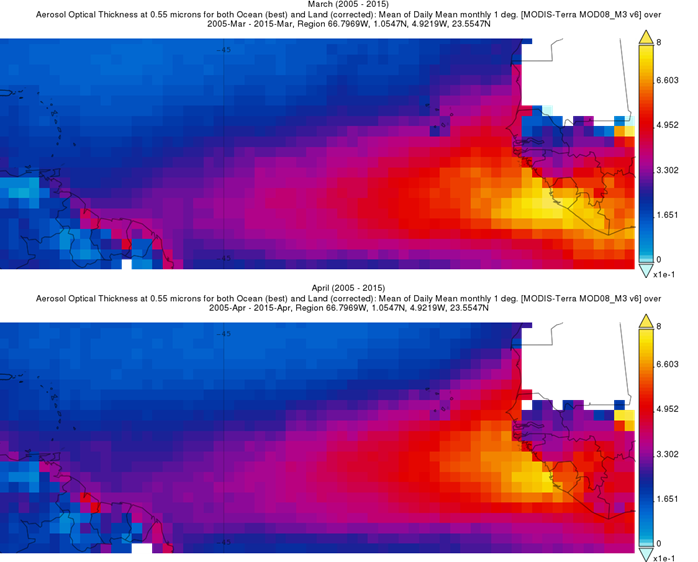 March (2005 - 2015)
Aerosol Optical Thickness at 0.55 microns for both Ocean (best) and Land (corrected): Mean of Daily Mean monthly 1 deg. [MODIS-Terra MOD08_M3 v6] over
2005-Mar - 2015-Mar, Region 66.7969W, 1.0547N, 4.9219W, 23.5547N
-45
8
6.603
4.952
3.302
1.651
0
-45
x1e-1
April (2005 - 2015)
Aerosol Optical Thickness at 0.55 microns for both Ocean (best) and Land (corrected): Mean of Daily Mean monthly 1 deg. [MODIS-Terra MOD08_M3 v6] over
2005-Apr - 2015-Apr, Region 66.7969W, 1.0547N, 4.9219W, 23.5547N
-45
8
6.603
4.952
3.302
1.651
0
-45
x1e-1